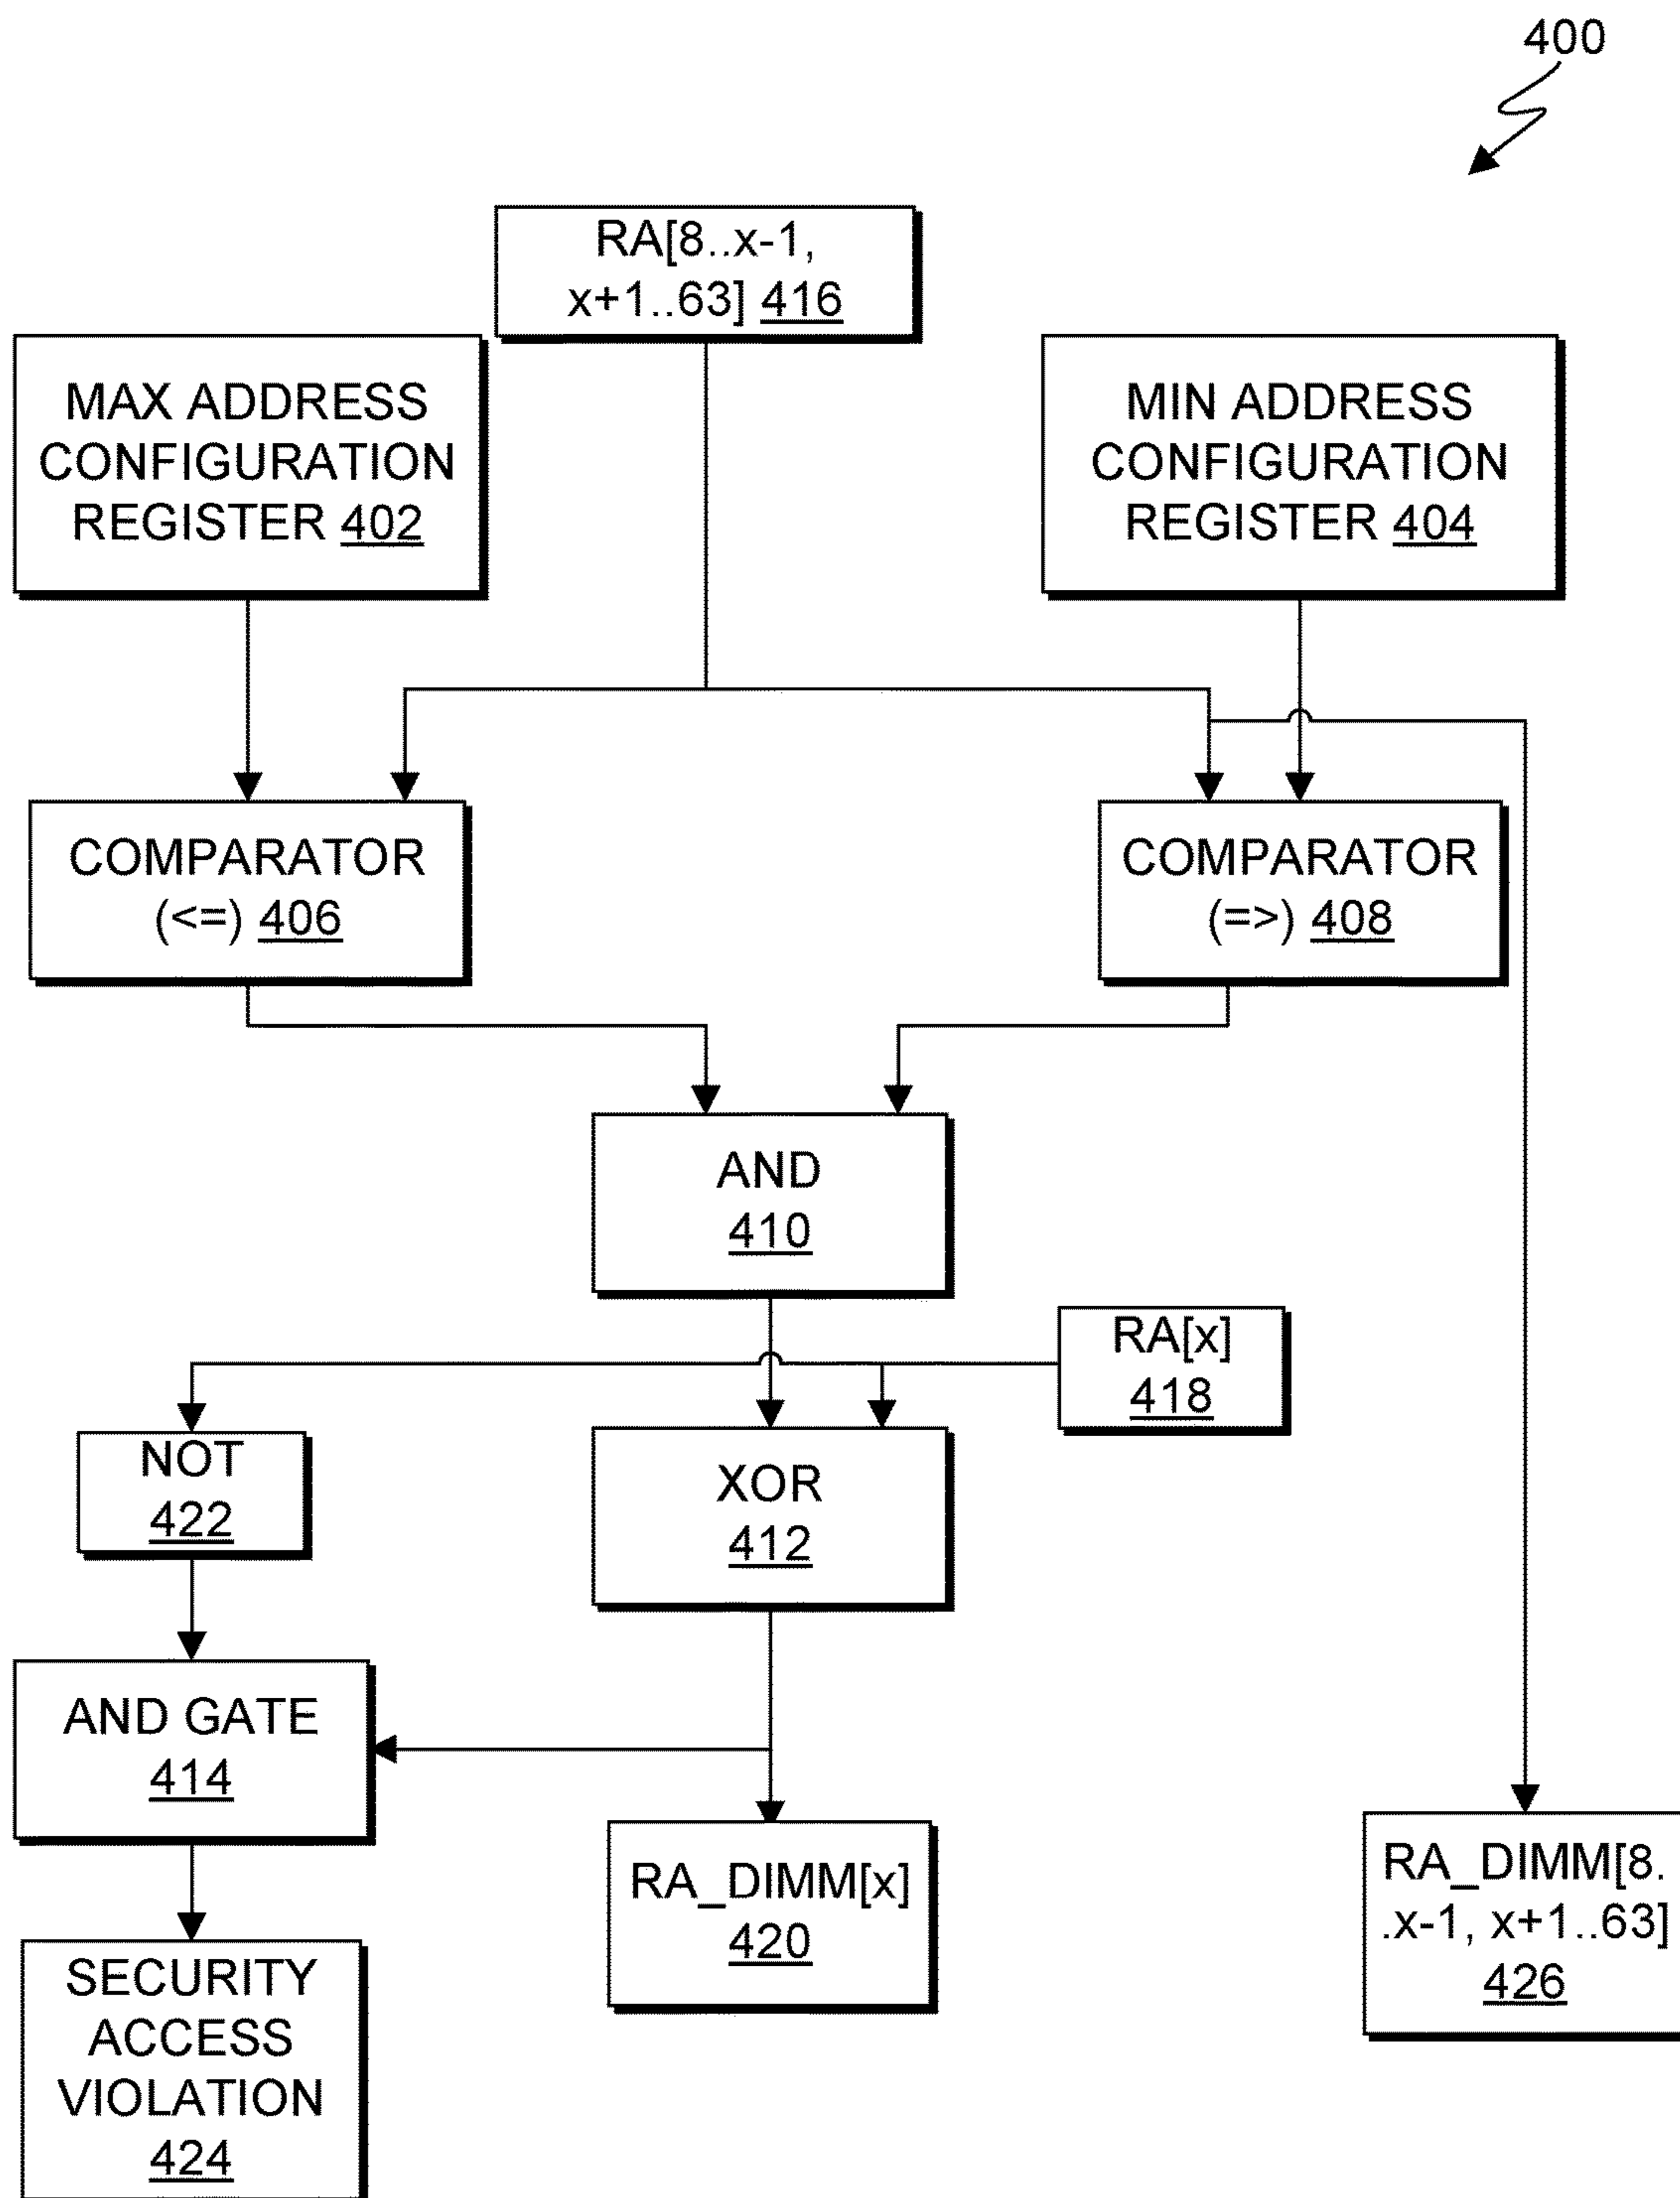 400
RA[8..x-1,
x+1..63] 416
MAX ADDRESS
CONFIGURATION
REGISTER 402
MIN ADDRESS
CONFIGURATION
REGISTER 404
COMPARATOR
(<=) 406
COMPARATOR
(=>) 408
AND
410
RA[x]
418
NOT
422
XOR
412
AND GATE
414
RA_DIMM[x]
420
RA_DIMM[8.
.x-1, x+1..63]
426
SECURITY
ACCESS
VIOLATION
424